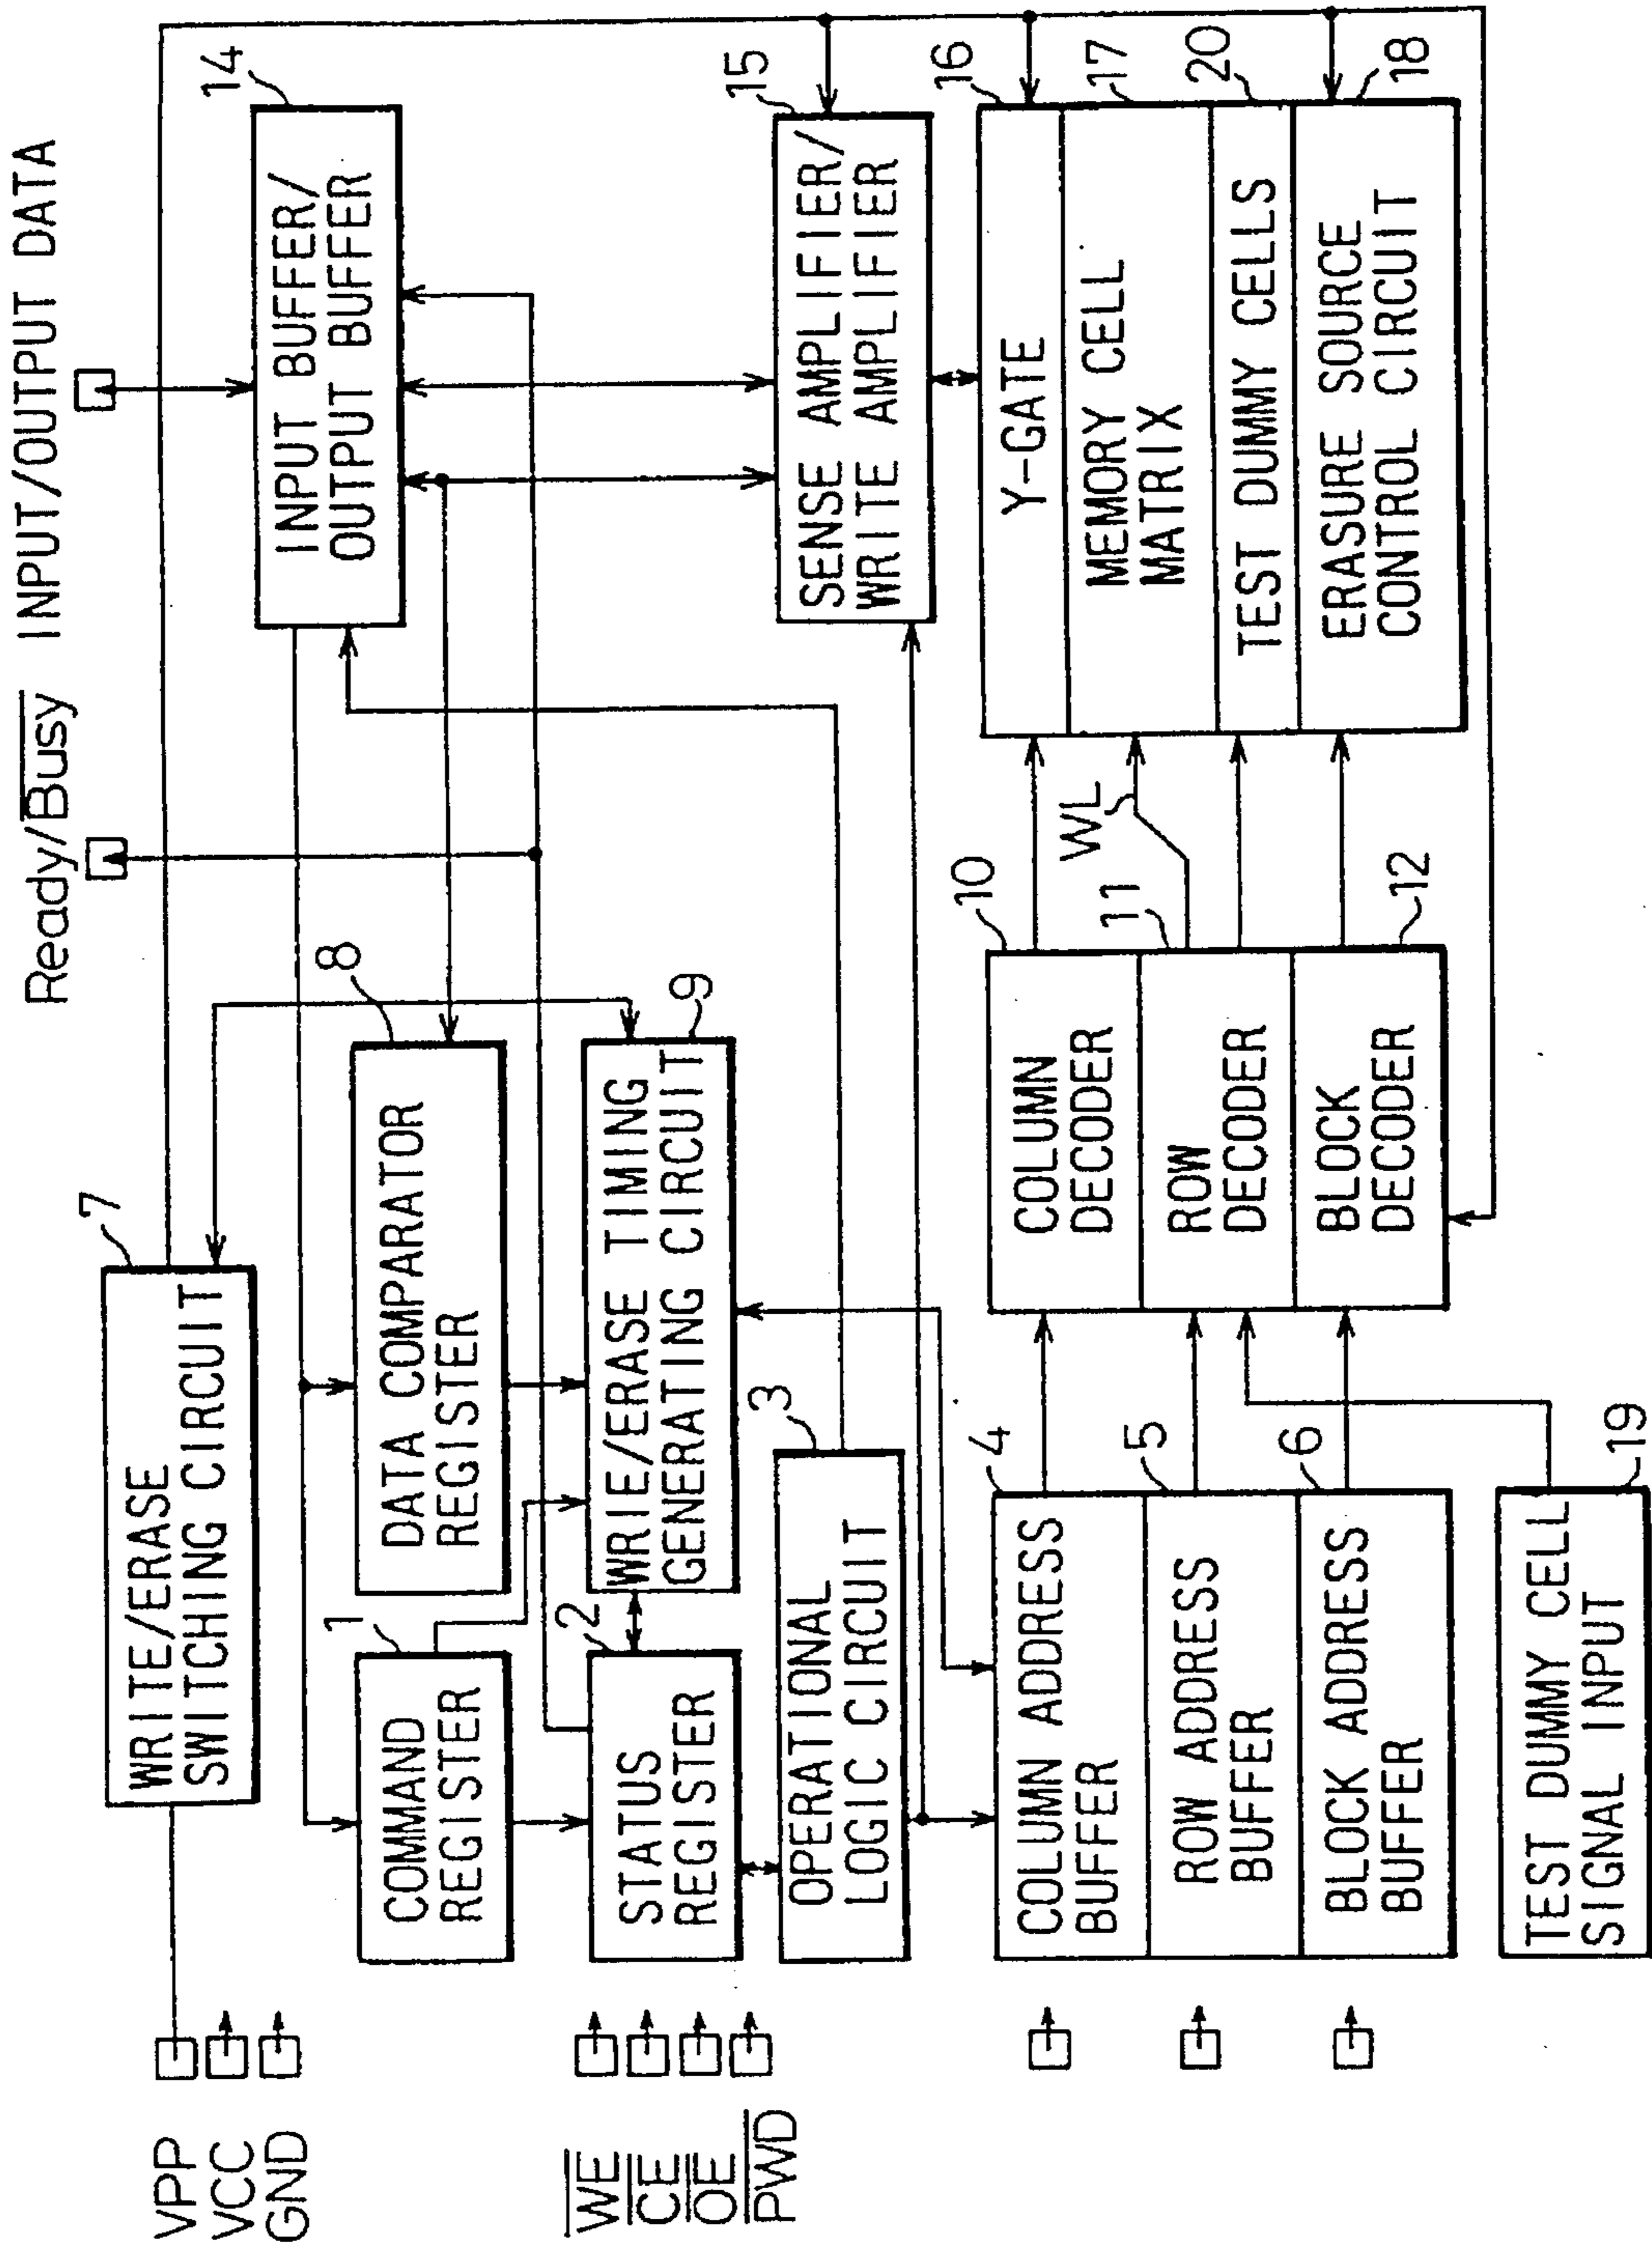 Ready/Busy
INPUT/OUTPUT DATA
VPP
VCC
GND
7
WRITE/ERASE
SWITCHING CIRCUIT
14
INPUT BUFFER/
OUTPUT BUFFER
1
COMMAND
REGISTER
8
DATA COMPARATOR
REGISTER
WE
CE
OE
PWD
2
STATUS
REGISTER
9
WRIE/ERASE TIMING
GENERATING CIRCUIT
3
OPERATIONAL
LOGIC CIRCUIT
15
SENSE AMPLIFIER/
WRITE AMPLIFIER
4
COLUMN ADDRESS
BUFFER
5
ROW ADDRESS
BUFFER
6
BLOCK ADDRESS
BUFFER
10
COLUMN
DECODER
11
ROW
DECODER
12
BLOCK
DECODER
WL
16
Y-GATE
17
MEMORY CELL
MATRIX
20
TEST DUMMY CELLS
18
ERASURE SOURCE
CONTROL CIRCUIT
19
TEST DUMMY CELL
SIGNAL INPUT